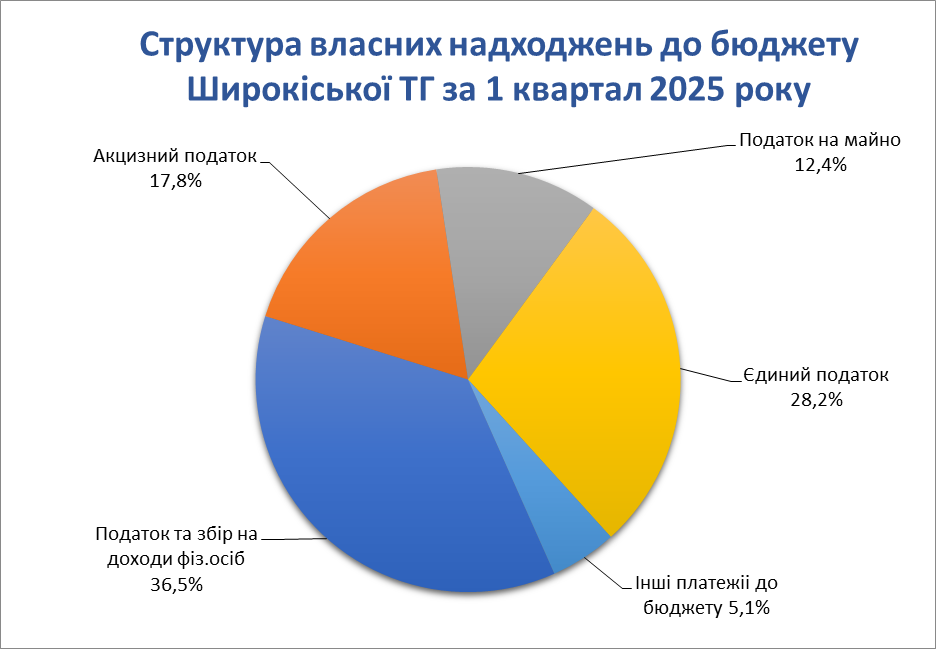 Структура власних надходжень до бюджету
Широкіської ТГ за 1 квартал 2025 року
Акцизний податок
17,8%
Податок на майно
12,4%
Єдиний податок
28,2%
Податок та збір на
доходи фіз.осіб
36,5%
Інші платежіі до
бюджету 5,1%